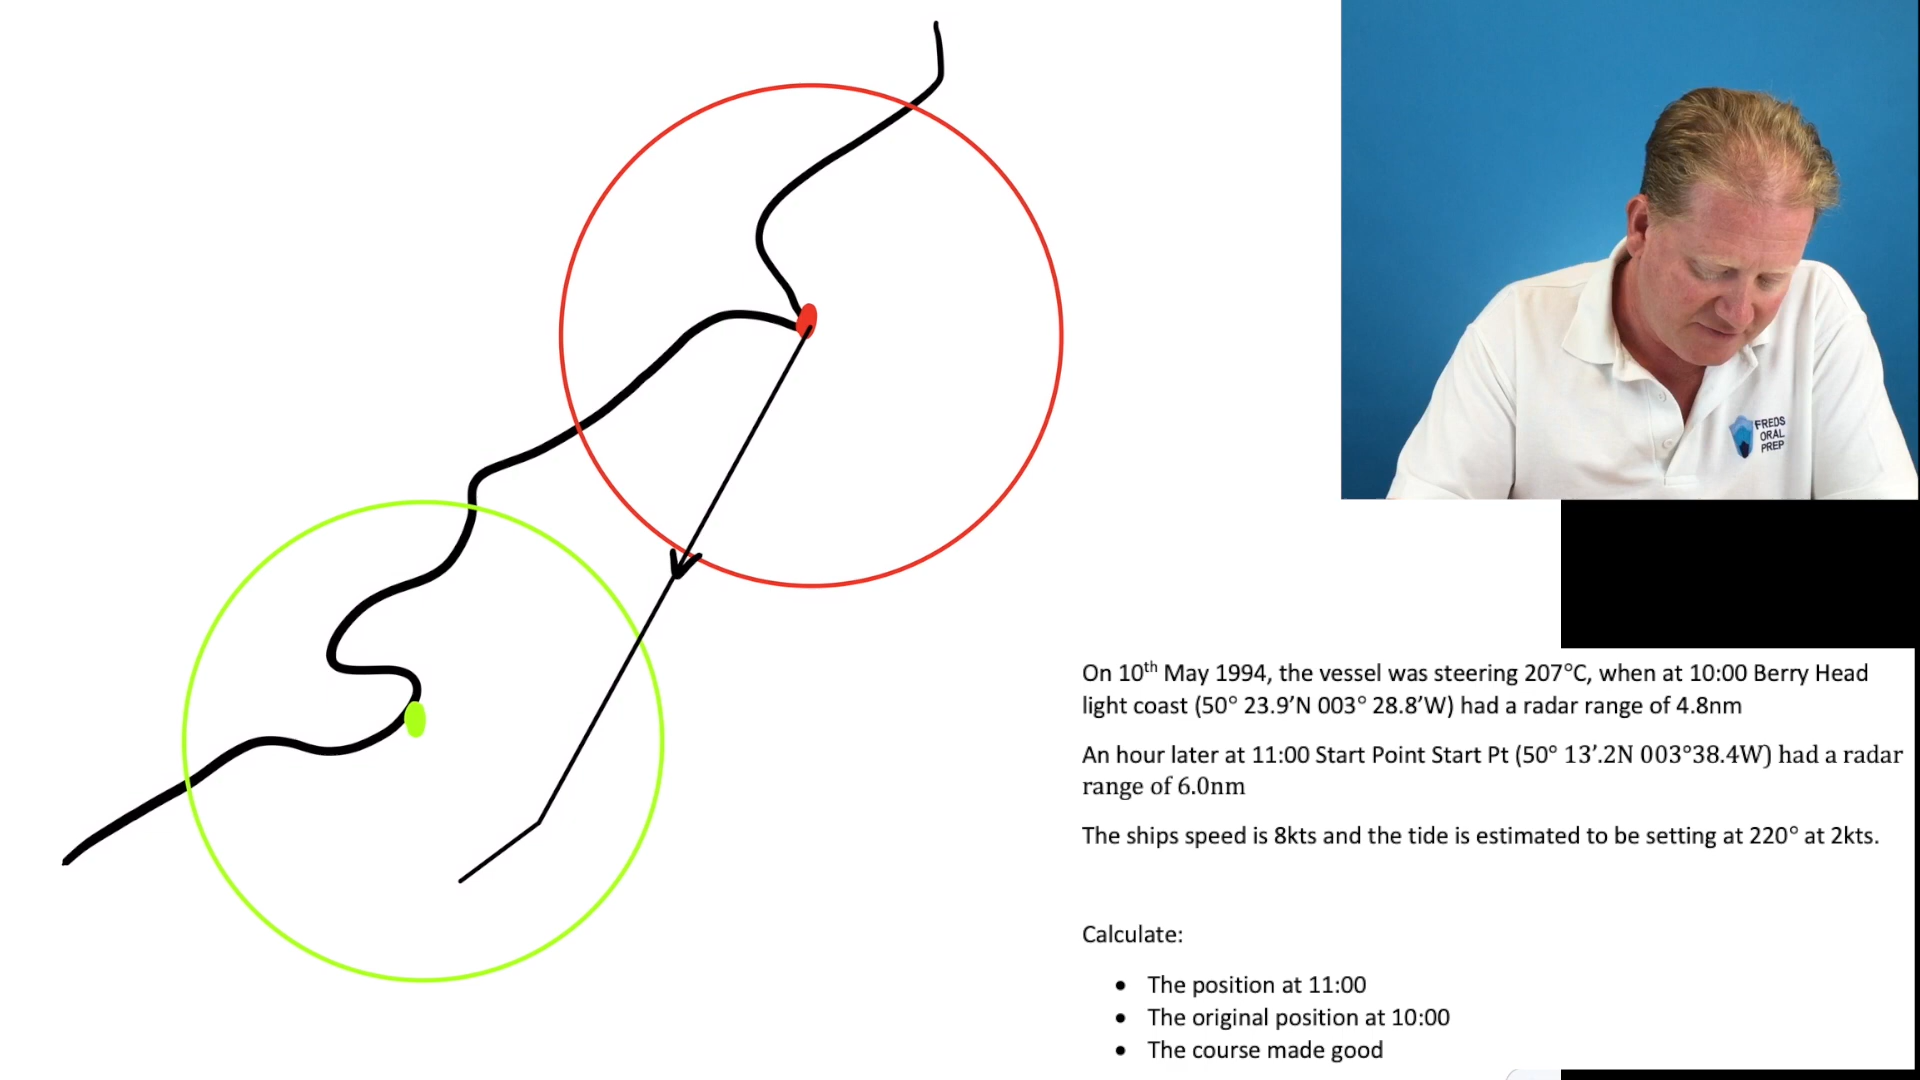 FREDS
ORAL
PREP
On 10th May 1994, the vessel was steering 207°C, when at 10:00 Berry Head
light coast (50° 23.9’N 003° 28.8’W) had a radar range of 4.8nm
An hour later at 11:00 Start Point Start Pt (50° 13’.2N 003°38.4W) had a radar
range of 6.0nm
The ships speed is 8kts and the tide is estimated to be setting at 220° at 2kts.
Calculate:
• The position at 11:00
• The original position at 10:00
• The course made good